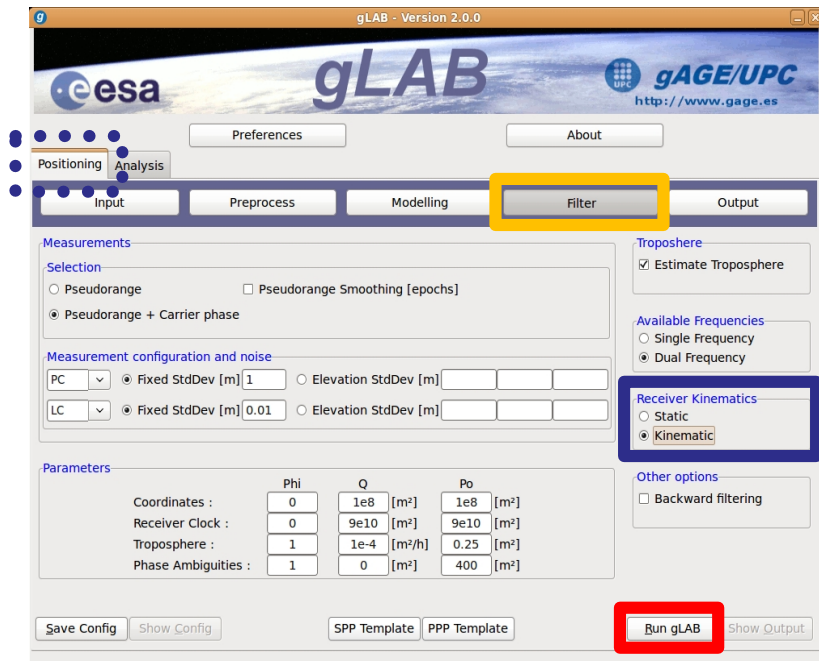 gLAB - Version 2.0.0
esa
gLAB
UPC
gAGE/UPC
http://www.gage.es
Preferences
About
Positioning
Analysis
Input
Preprocess
Modelling
Filter
Output
Measurements
Selection
Pseudorange
Pseudorange Smoothing [epochs]
Pseudorange + Carrier phase
Measurement configuration and noise
PC Fixed StdDev [m] 1 Elevation StdDev [m]
LC Fixed StdDev [m] 0.01 Elevation StdDev [m]
Troposhere
Estimate Troposphere
Available Frequencies
Single Frequency
Dual Frequency
Receiver Kinematics
Static
Kinematic
Other options
Backward filtering
Parameters
Phi Q Po
Coordinates : 0 1e8 [m²] 1e8 [m²]
Receiver Clock : 0 9e10 [m²] 9e10 [m²]
Troposphere : 1 1e-4 [m²/h] 0.25 [m²]
Phase Ambiguities : 1 0 [m²] 400 [m²]
Save Config
Show Config
SPP Template
PPP Template
Run gLAB
Show Output